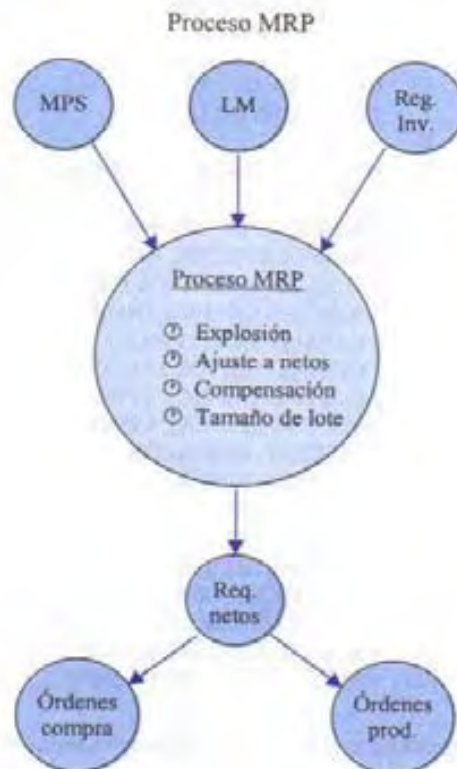 Proceso MRP
MPS
LM
Reg.
Inv.
Proceso MRP
Explosión
Ajuste a netos
Compensación
Tamaño de lote
Req.
netos
Órdenes
compra
Órdenes
prod.